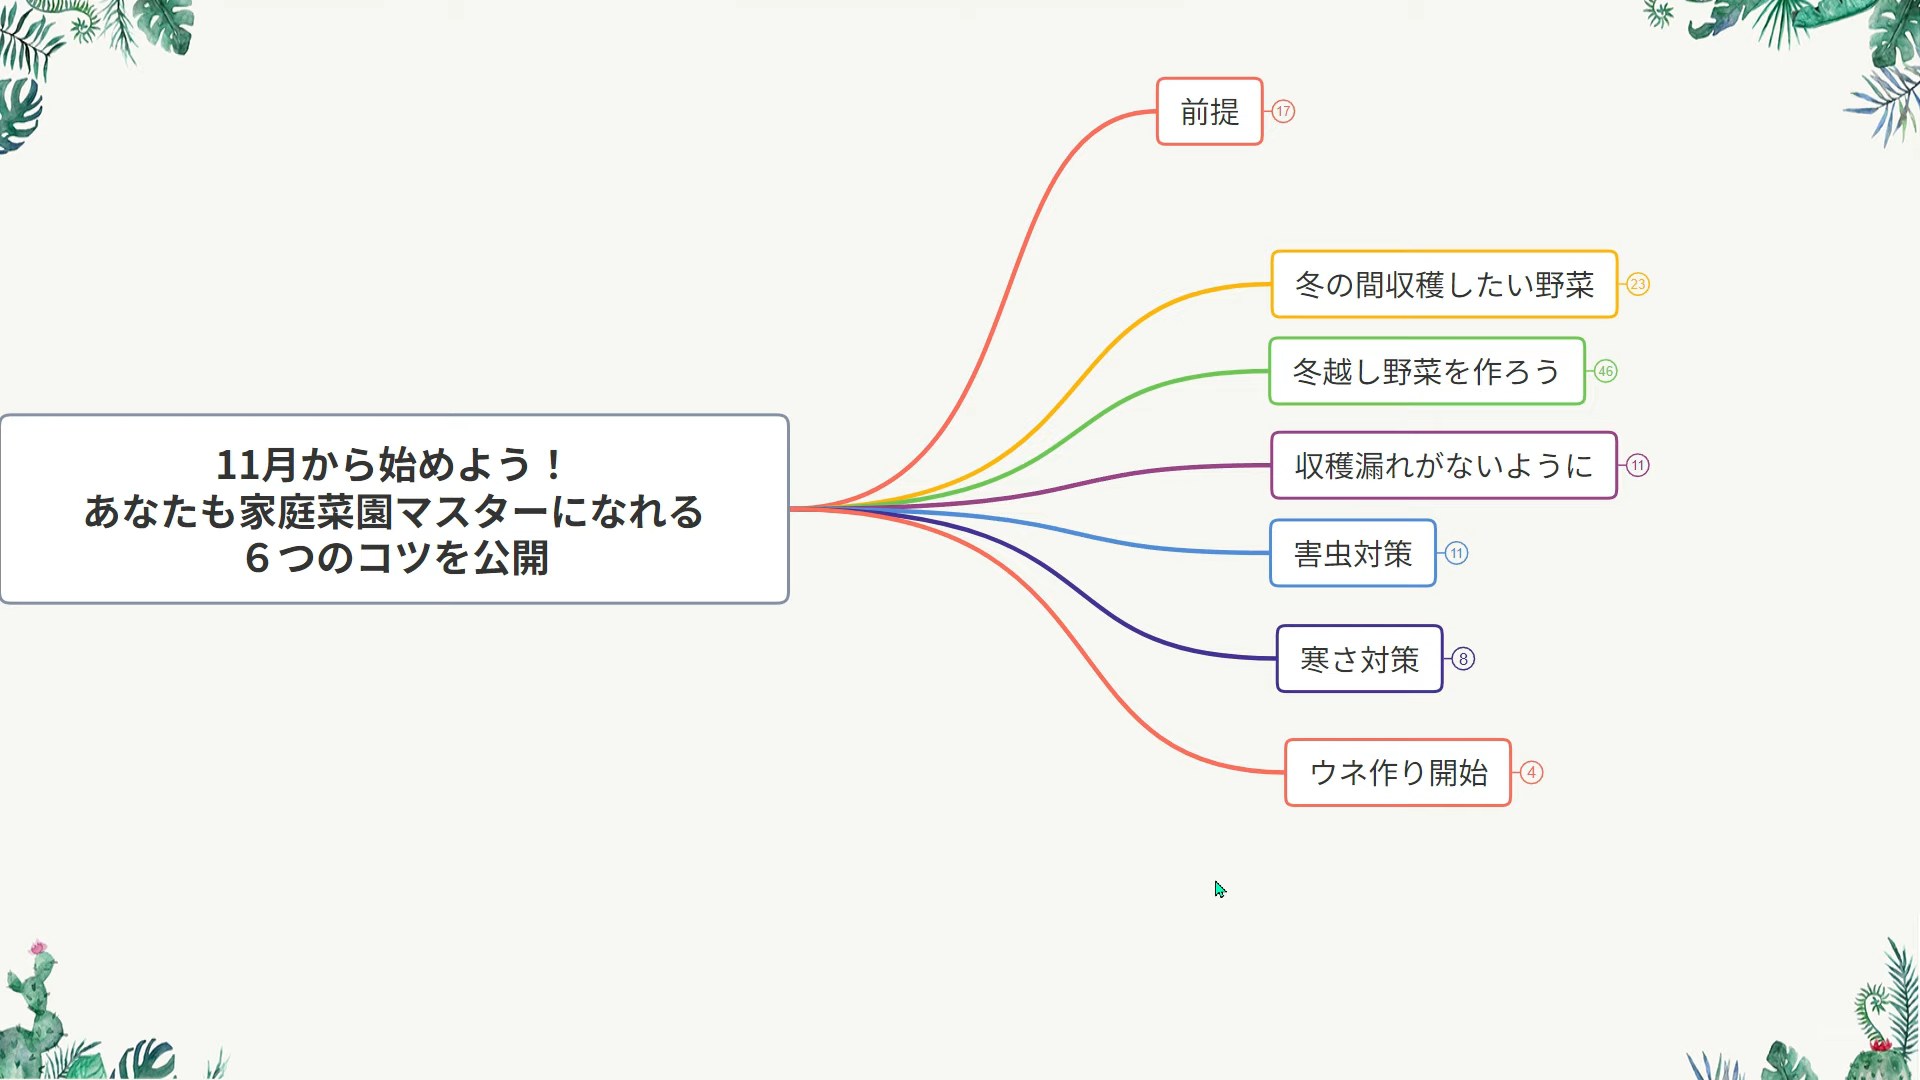 11月から始めよう！
あなたも家庭菜園マスターになれる
６つのコツを公開
前提
17
冬の間収穫したい野菜
23
冬越し野菜を作ろう
46
収穫漏れがないように
11
害虫対策
11
寒さ対策
8
ウネ作り開始
4